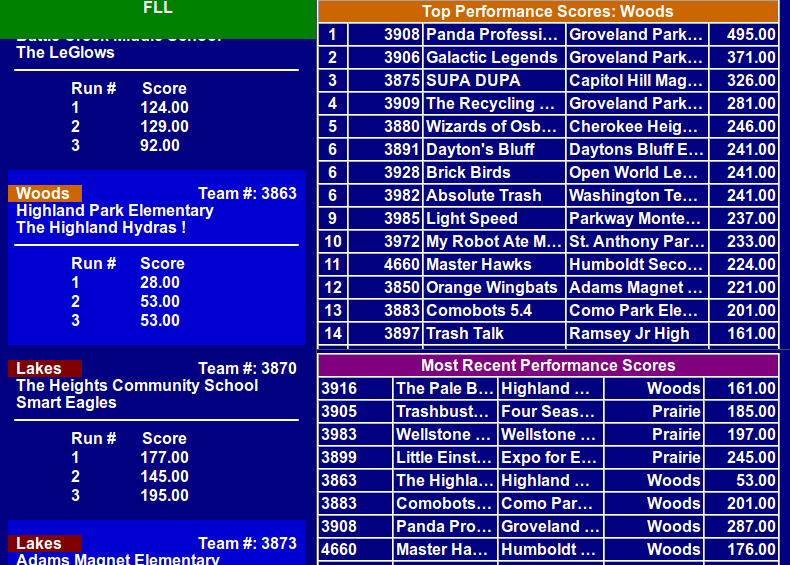 FLL
Battle Creek Middle School
The LeGlows
Run # Score
1 124.00
2 129.00
3 92.00
Woods Team #: 3863
Highland Park Elementary
The Highland Hydras !
Run # Score
1 28.00
2 53.00
3 53.00
Lakes Team #: 3870
The Heights Community School
Smart Eagles
Run # Score
1 177.00
2 145.00
3 195.00
Lakes Team #: 3873
Adams Magnet Elementary
Top Performance Scores: Woods
1 3908 Panda Professi... Groveland Park... 495.00
2 3906 Galactic Legends Groveland Park... 371.00
3 3875 SUPA DUPA Capitol Hill Mag... 326.00
4 3909 The Recycling ... Groveland Park... 281.00
5 3880 Wizards of Osb... Cherokee Heig... 246.00
6 3891 Dayton's Bluff Daytons Bluff E... 241.00
6 3928 Brick Birds Open World Le... 241.00
6 3982 Absolute Trash Washington Te... 241.00
9 3985 Light Speed Parkway Monte... 237.00
10 3972 My Robot Ate M... St. Anthony Par... 233.00
11 4660 Master Hawks Humboldt Seco... 224.00
12 3850 Orange Wingbats Adams Magnet ... 221.00
13 3883 Comobots 5.4 Como Park Ele... 201.00
14 3897 Trash Talk Ramsey Jr High 161.00
Most Recent Performance Scores
3916 The Pale B... Highland ... Woods 161.00
3905 Trashbust... Four Seas... Prairie 185.00
3983 Wellstone ... Wellstone ... Prairie 197.00
3899 Little Einst... Expo for E... Prairie 245.00
3863 The Highla... Highland ... Woods 53.00
3883 Comobots... Como Par... Woods 201.00
3908 Panda Pro... Groveland ... Woods 287.00
4660 Master Ha... Humboldt ... Woods 176.00